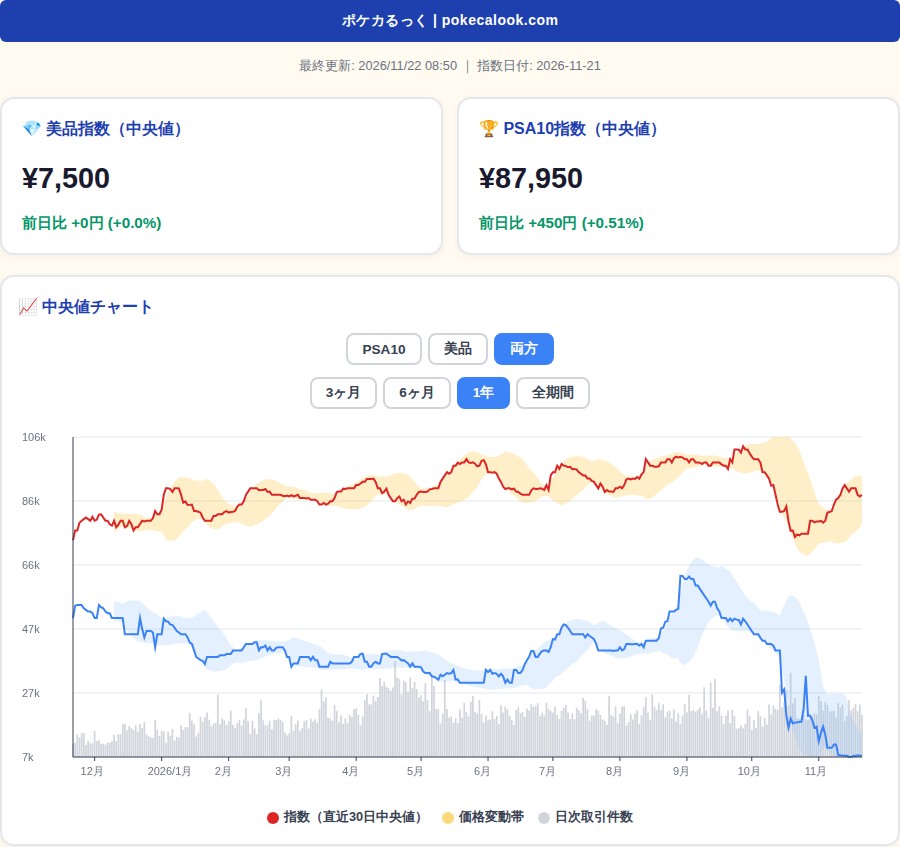 ポケカるっく | pokecalook.com
最終更新: 2026/11/22 08:50 ｜ 指数日付: 2026-11-21
💎 美品指数（中央値）
¥7,500
前日比 +0円 (+0.0%)
🏆 PSA10指数（中央値）
¥87,950
前日比 +450円 (+0.51%)
📈 中央値チャート
PSA10 美品 両方
3ヶ月 6ヶ月 1年 全期間
106k
86k
66k
47k
27k
7k
12月 2026/1月 2月 3月 4月 5月 6月 7月 8月 9月 10月 11月
指数（直近30日中央値） 価格変動帯 日次取引件数